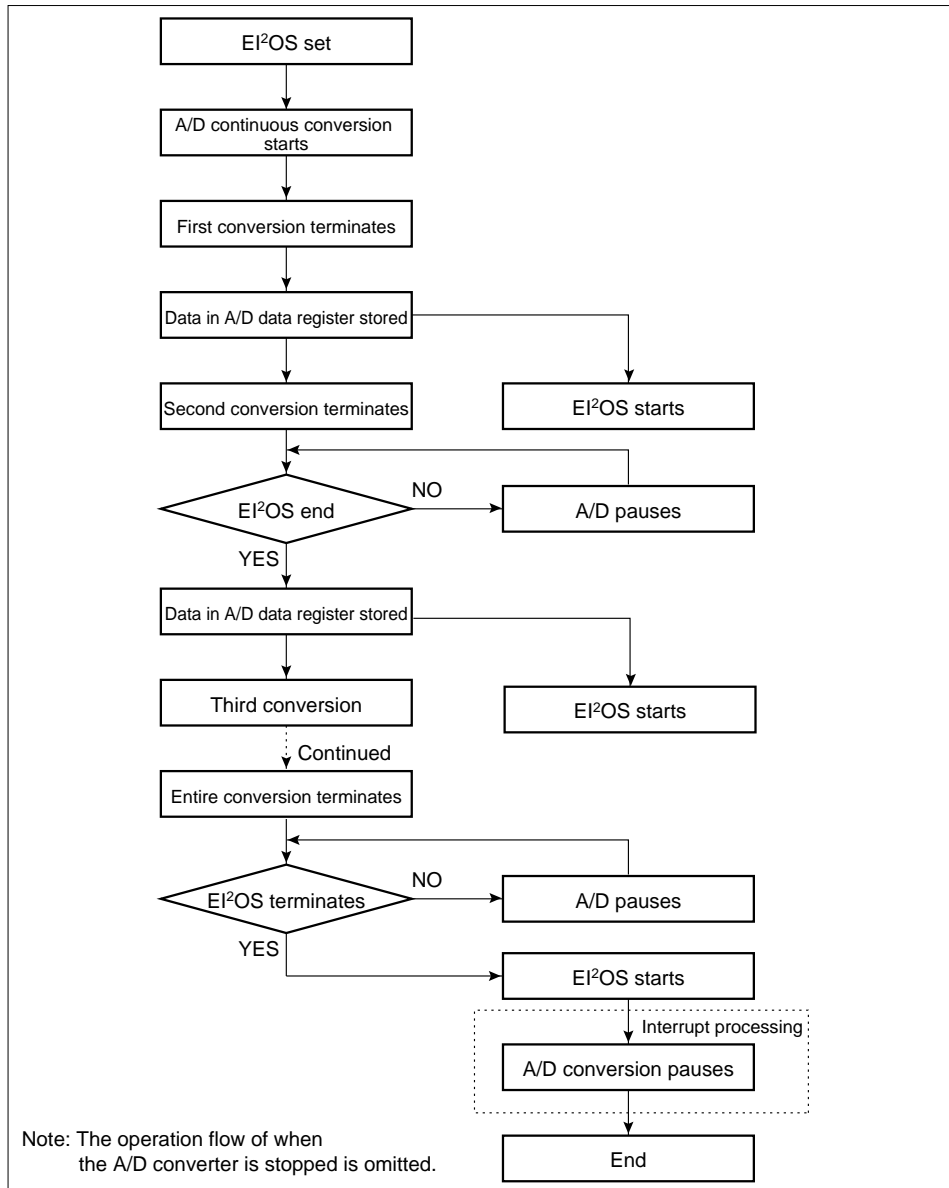 EI²OS set
A/D continuous conversion
starts
First conversion terminates
Data in A/D data register stored
Second conversion terminates
EI²OS starts
EI²OS end
NO
A/D pauses
YES
Data in A/D data register stored
Third conversion
EI²OS starts
Continued
Entire conversion terminates
EI²OS terminates
NO
A/D pauses
YES
EI²OS starts
Interrupt processing
A/D conversion pauses
Note: The operation flow of when
the A/D converter is stopped is omitted.
End